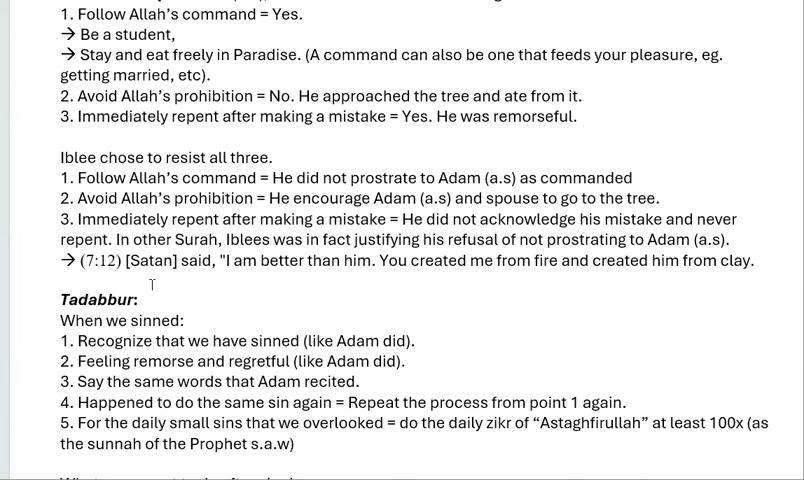 1. Follow Allah's command = Yes.
→ Be a student,
→ Stay and eat freely in Paradise. (A command can also be one that feeds your pleasure, eg.
getting married, etc).
2. Avoid Allah's prohibition = No. He approached the tree and ate from it.
3. Immediately repent after making a mistake = Yes. He was remorseful.
Iblee chose to resist all three.
1. Follow Allah's command = He did not prostrate to Adam (a.s) as commanded
2. Avoid Allah's prohibition = He encourage Adam (a.s) and spouse to go to the tree.
3. Immediately repent after making a mistake = He did not acknowledge his mistake and never
repent. In other Surah, Iblees was in fact justifying his refusal of not prostrating to Adam (a.s).
→ (7:12) [Satan] said, "I am better than him. You created me from fire and created him from clay.
Tadabbur:
When we sinned:
1. Recognize that we have sinned (like Adam did).
2. Feeling remorse and regretful (like Adam did).
3. Say the same words that Adam recited.
4. Happened to do the same sin again = Repeat the process from point 1 again.
5. For the daily small sins that we overlooked = do the daily zikr of “Astaghfirullah” at least 100x (as
the sunnah of the Prophet s.a.w)